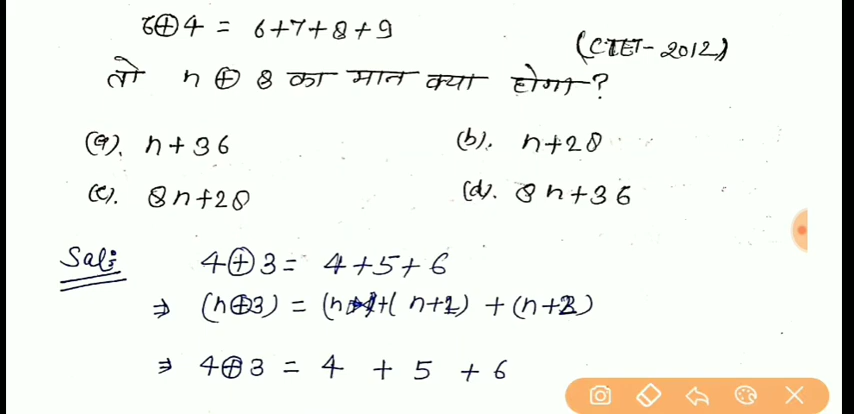 6⊕4 = 6+7+8+9
(CTET-2012)
तो n ⊕ 8 का मान क्या होगा?
(a). n+36 (b). n+28
(c). 8n+28 (d). 8n+36
Sol: 4⊕3 = 4+5+6
⇒ (n⊕3) = (n)+(n+1)+(n+2)
⇒ 4⊕3 = 4 + 5 + 6